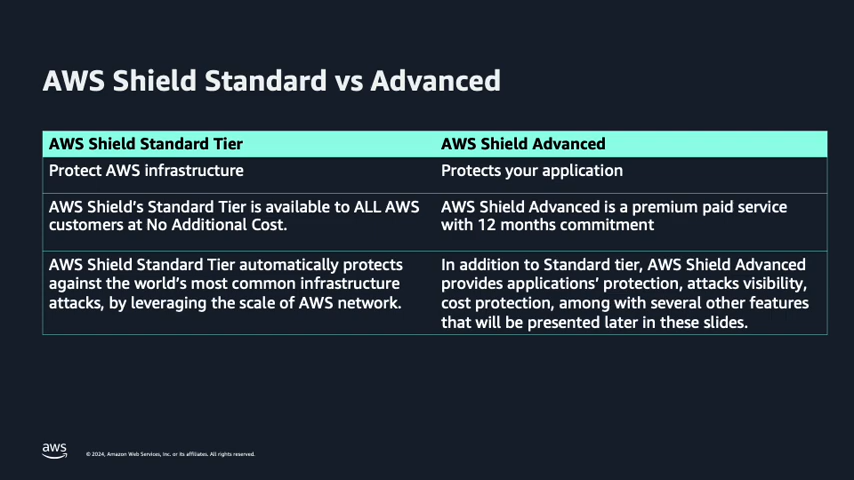 AWS Shield Standard vs Advanced
AWS Shield Standard Tier
AWS Shield Advanced
Protect AWS infrastructure
Protects your application
AWS Shield's Standard Tier is available to ALL AWS
customers at No Additional Cost.
AWS Shield Advanced is a premium paid service
with 12 months commitment
AWS Shield Standard Tier automatically protects
against the world's most common infrastructure
attacks, by leveraging the scale of AWS network.
In addition to Standard tier, AWS Shield Advanced
provides applications' protection, attacks visibility,
cost protection, among with several other features
that will be presented later in these slides.
aws
© 2024, Amazon Web Services, Inc. or its affiliates. All rights reserved.